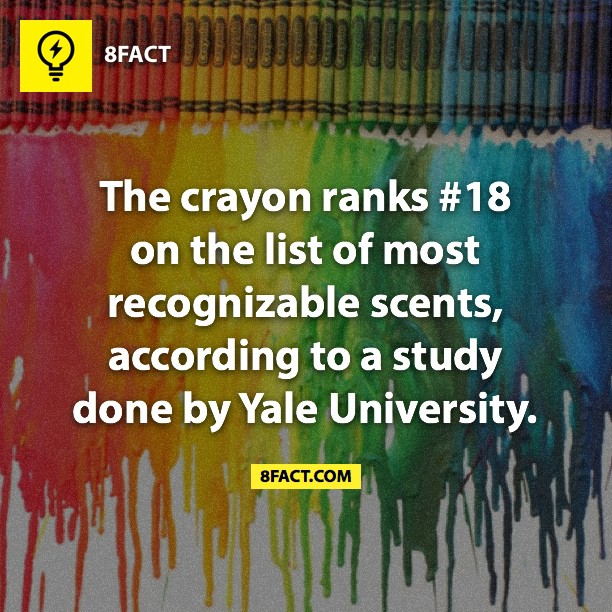 8FACT
The crayon ranks #18
on the list of most
recognizable scents,
according to a study
done by Yale University.
8FACT.COM